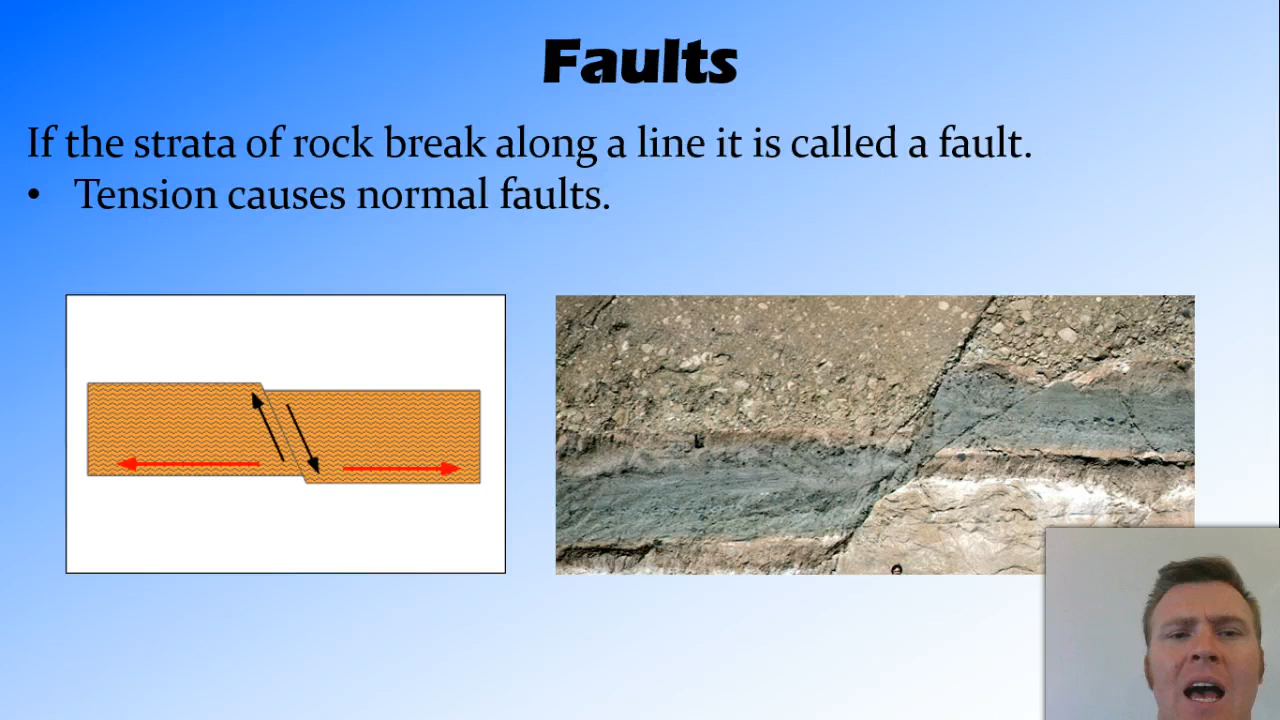 Faults
If the strata of rock break along a line it is called a fault.
• Tension causes normal faults.